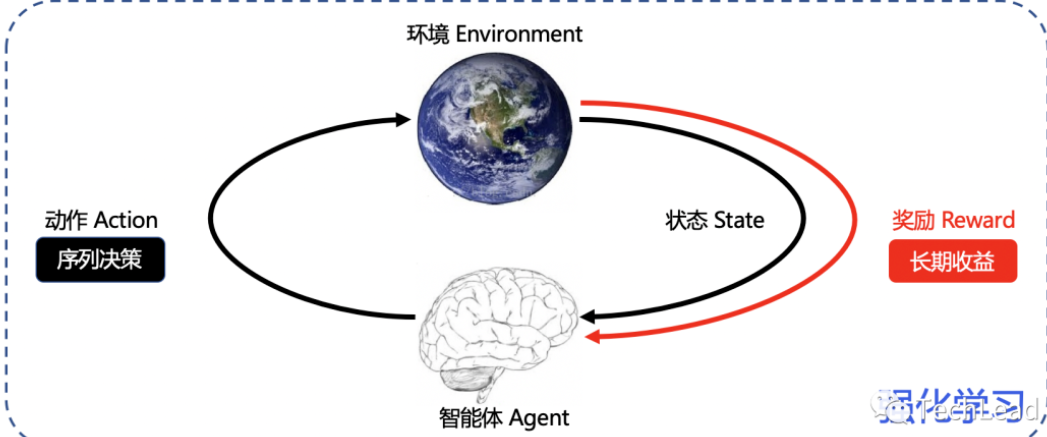 环境 Environment
动作 Action
序列决策
状态 State
奖励 Reward
长期收益
智能体 Agent
强化学习
TechLead